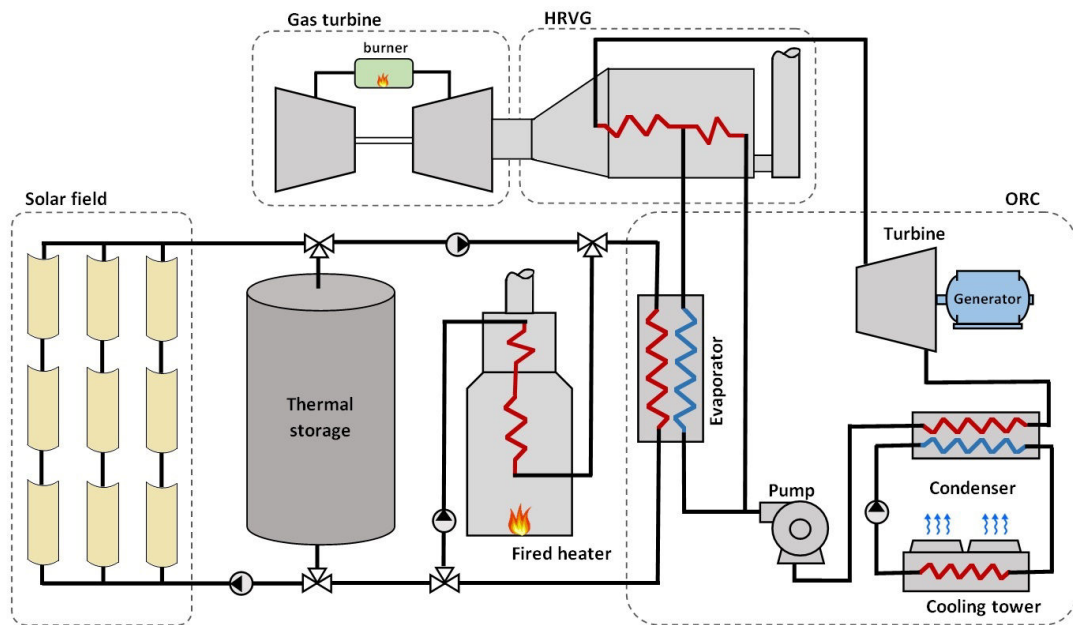 Gas turbine
HRVG
burner
Solar field
ORC
Turbine
Generator
Evaporator
Thermal
storage
Pump
Condenser
Fired heater
Cooling tower